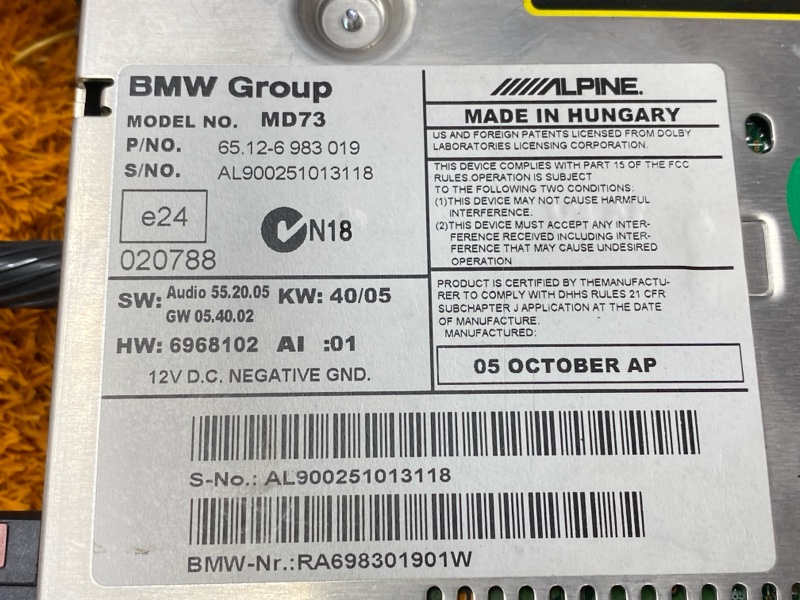 BMW Group
MODEL NO. MD73
P/NO. 65.12-6 983 019
S/NO. AL900251013118
e24
N18
020788
SW: Audio 55.20.05 KW: 40/05
GW 05.40.02
HW: 6968102 AI :01
12V D.C. NEGATIVE GND.
ALPINE.
MADE IN HUNGARY
US AND FOREIGN PATENTS LICENSED FROM DOLBY
LABORATORIES LICENSING CORPORATION.
THIS DEVICE COMPLIES WITH PART 15 OF THE FCC
RULES.OPERATION IS SUBJECT
TO THE FOLLOWING TWO CONDITIONS:
(1)THIS DEVICE MAY NOT CAUSE HARMFUL
INTERFERENCE.
(2)THIS DEVICE MUST ACCEPT ANY INTER-
FERENCE RECEIVED INCLUDING INTER-
FERENCE THAT MAY CAUSE UNDESIRED
OPERATION
PRODUCT IS CERTIFIED BY THEMANUFACTU-
RER TO COMPLY WITH DHHS RULES 21 CFR
SUBCHAPTER J APPLICATION AT THE DATE
OF MANUFACTURE.
MANUFACTURED:
05 OCTOBER AP
S-No.: AL900251013118
BMW-Nr.:RA698301901W